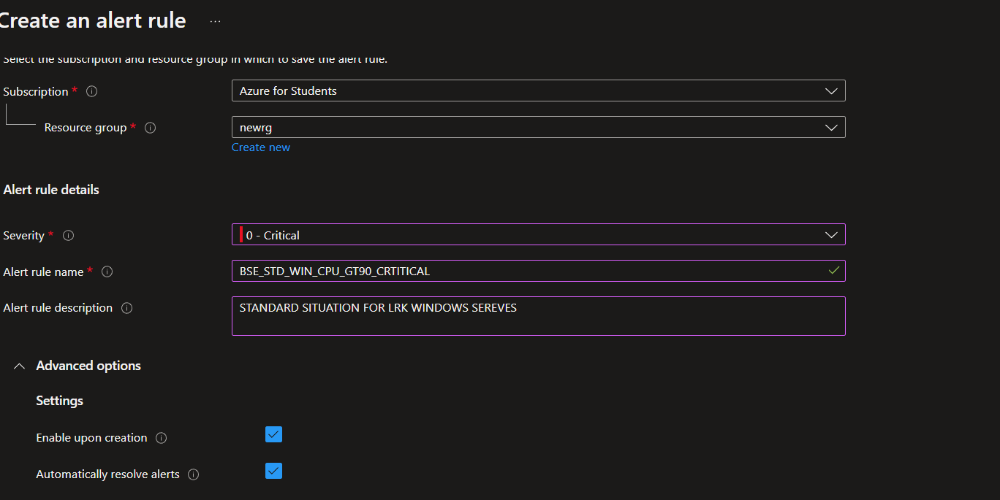 Create an alert rule ...
Select the subscription and resource group in which to save the alert rule.
Subscription * Azure for Students
Resource group * newrg
Create new
Alert rule details
Severity * 0 - Critical
Alert rule name * BSE_STD_WIN_CPU_GT90_CRTITICAL
Alert rule description STANDARD SITUATION FOR LRK WINDOWS SEREVES
Advanced options
Settings
Enable upon creation
Automatically resolve alerts